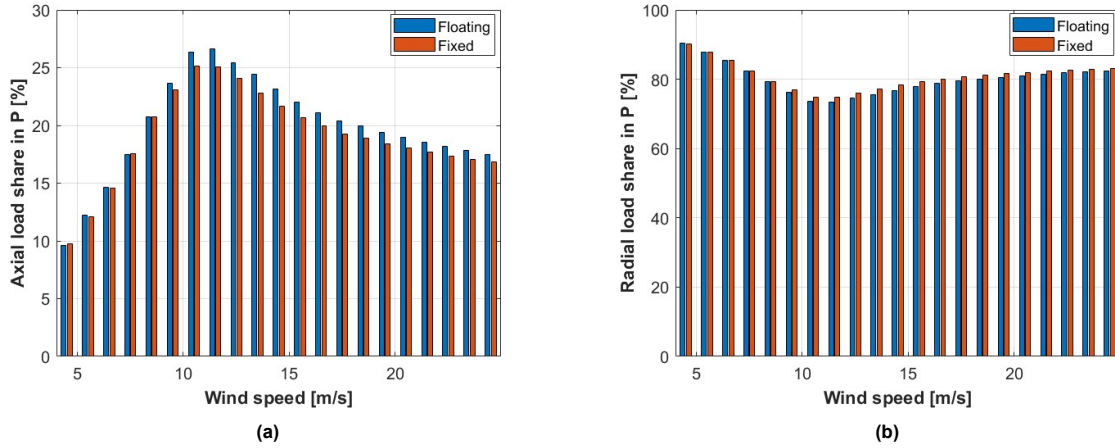 30
25
20
15
10
5
0
5
10
15
20
Axial load share in P [%]
Wind speed [m/s]
Floating
Fixed
(a)
100
80
60
40
20
0
5
10
15
20
Radial load share in P [%]
Wind speed [m/s]
Floating
Fixed
(b)